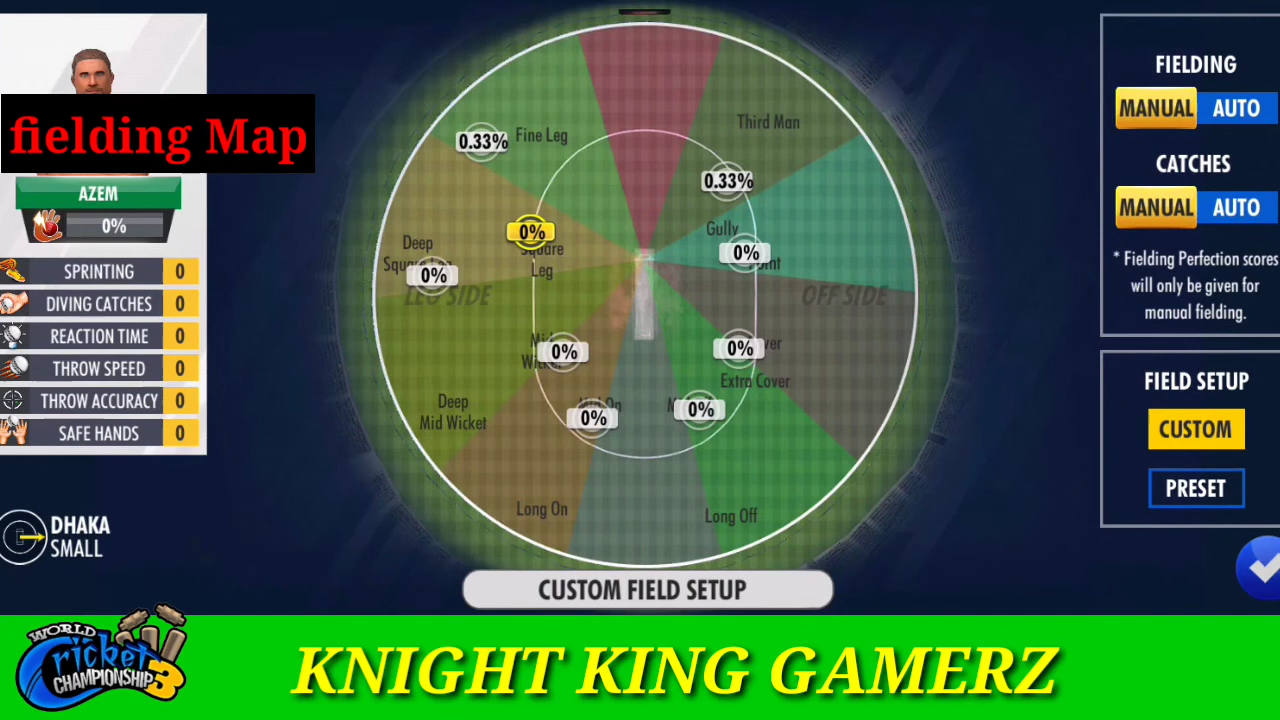 fielding Map
AZEM
0%
SPRINTING 0
DIVING CATCHES 0
REACTION TIME 0
THROW SPEED 0
THROW ACCURACY 0
SAFE HANDS 0
DHAKA
SMALL
Third Man
0.33% Fine Leg
0.33%
Gully
0%
Square
Leg
0%
Deep
0%
LEG SIDE
OFF SIDE
0%
0%
Extra Cover
Deep
Mid Wicket
0%
0%
Long On
Long Off
CUSTOM FIELD SETUP
FIELDING
MANUAL AUTO
CATCHES
MANUAL AUTO
* Fielding Perfection scores
will only be given for
manual fielding.
FIELD SETUP
CUSTOM
PRESET
WORLD
Cricket
CHAMPIONSHIP 3
KNIGHT KING GAMERZ